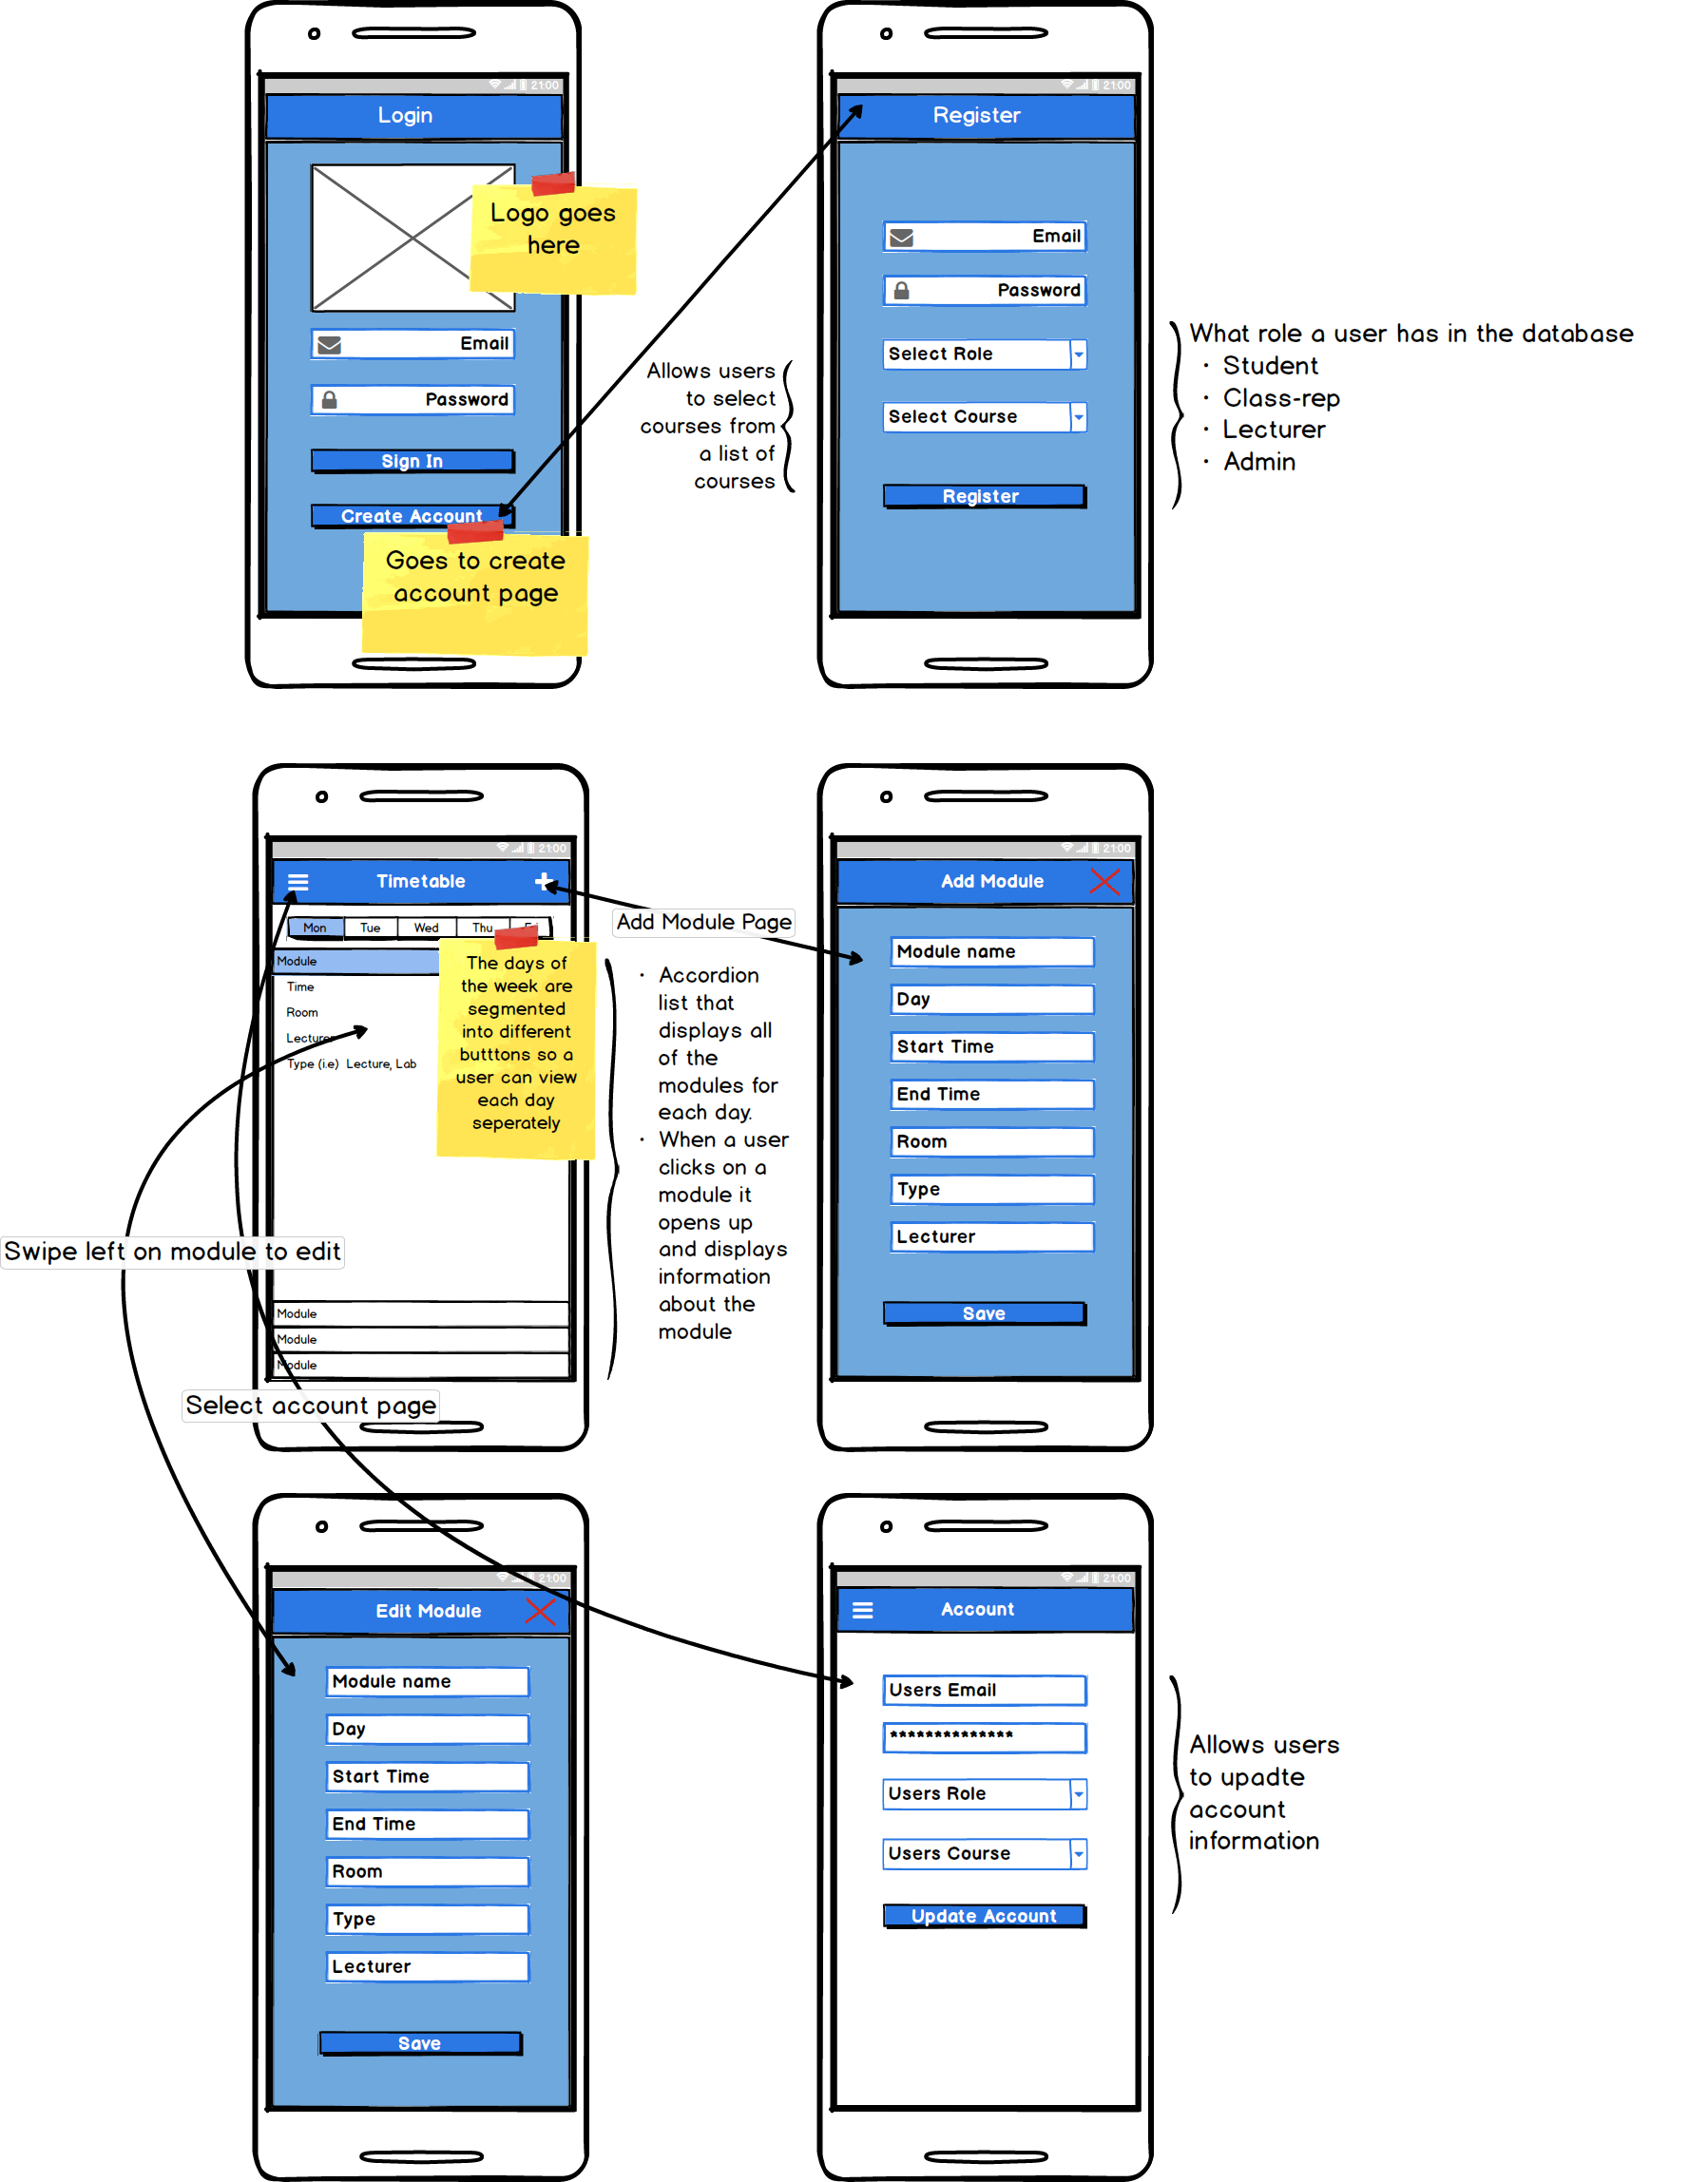 21:00
Login
Logo goes
here
Email
Password
Sign In
Create Account
Goes to create
account page
21:00
Register
Email
Password
Select Role
Select Course
Register
Allows users
to select
courses from
a list of
courses
What role a user has in the database
· Student
· Class-rep
· Lecturer
· Admin
21:00
Timetable
Mon Tue Wed Thu Fri
Module
Time
Room
Lecturer
Type (i.e) Lecture, Lab
The days of
the week are
segmented
into different
butttons so a
user can view
each day
seperately
Module
Module
Module
Add Module Page
· Accordion
list that
displays all
of the
modules for
each day.
· When a user
clicks on a
module it
opens up
and displays
information
about the
module
Swipe left on module to edit
Select account page
21:00
Add Module
Module name
Day
Start Time
End Time
Room
Type
Lecturer
Save
21:00
Edit Module
Module name
Day
Start Time
End Time
Room
Type
Lecturer
Save
21:00
Account
Users Email
**************
Users Role
Users Course
Update Account
Allows users
to upadte
account
information